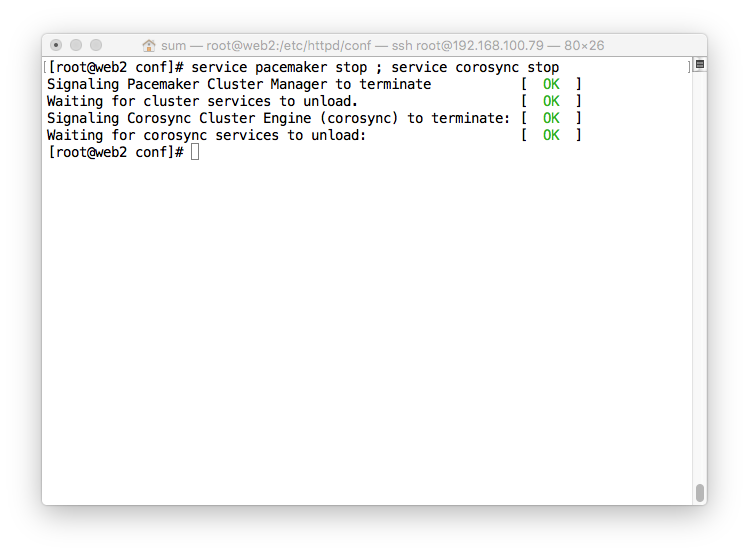 sum — root@web2:/etc/httpd/conf — ssh root@192.168.100.79 — 80×26
[[root@web2 conf]# service pacemaker stop ; service corosync stop ]
Signaling Pacemaker Cluster Manager to terminate [ OK ]
Waiting for cluster services to unload. [ OK ]
Signaling Corosync Cluster Engine (corosync) to terminate: [ OK ]
Waiting for corosync services to unload: [ OK ]
[root@web2 conf]#